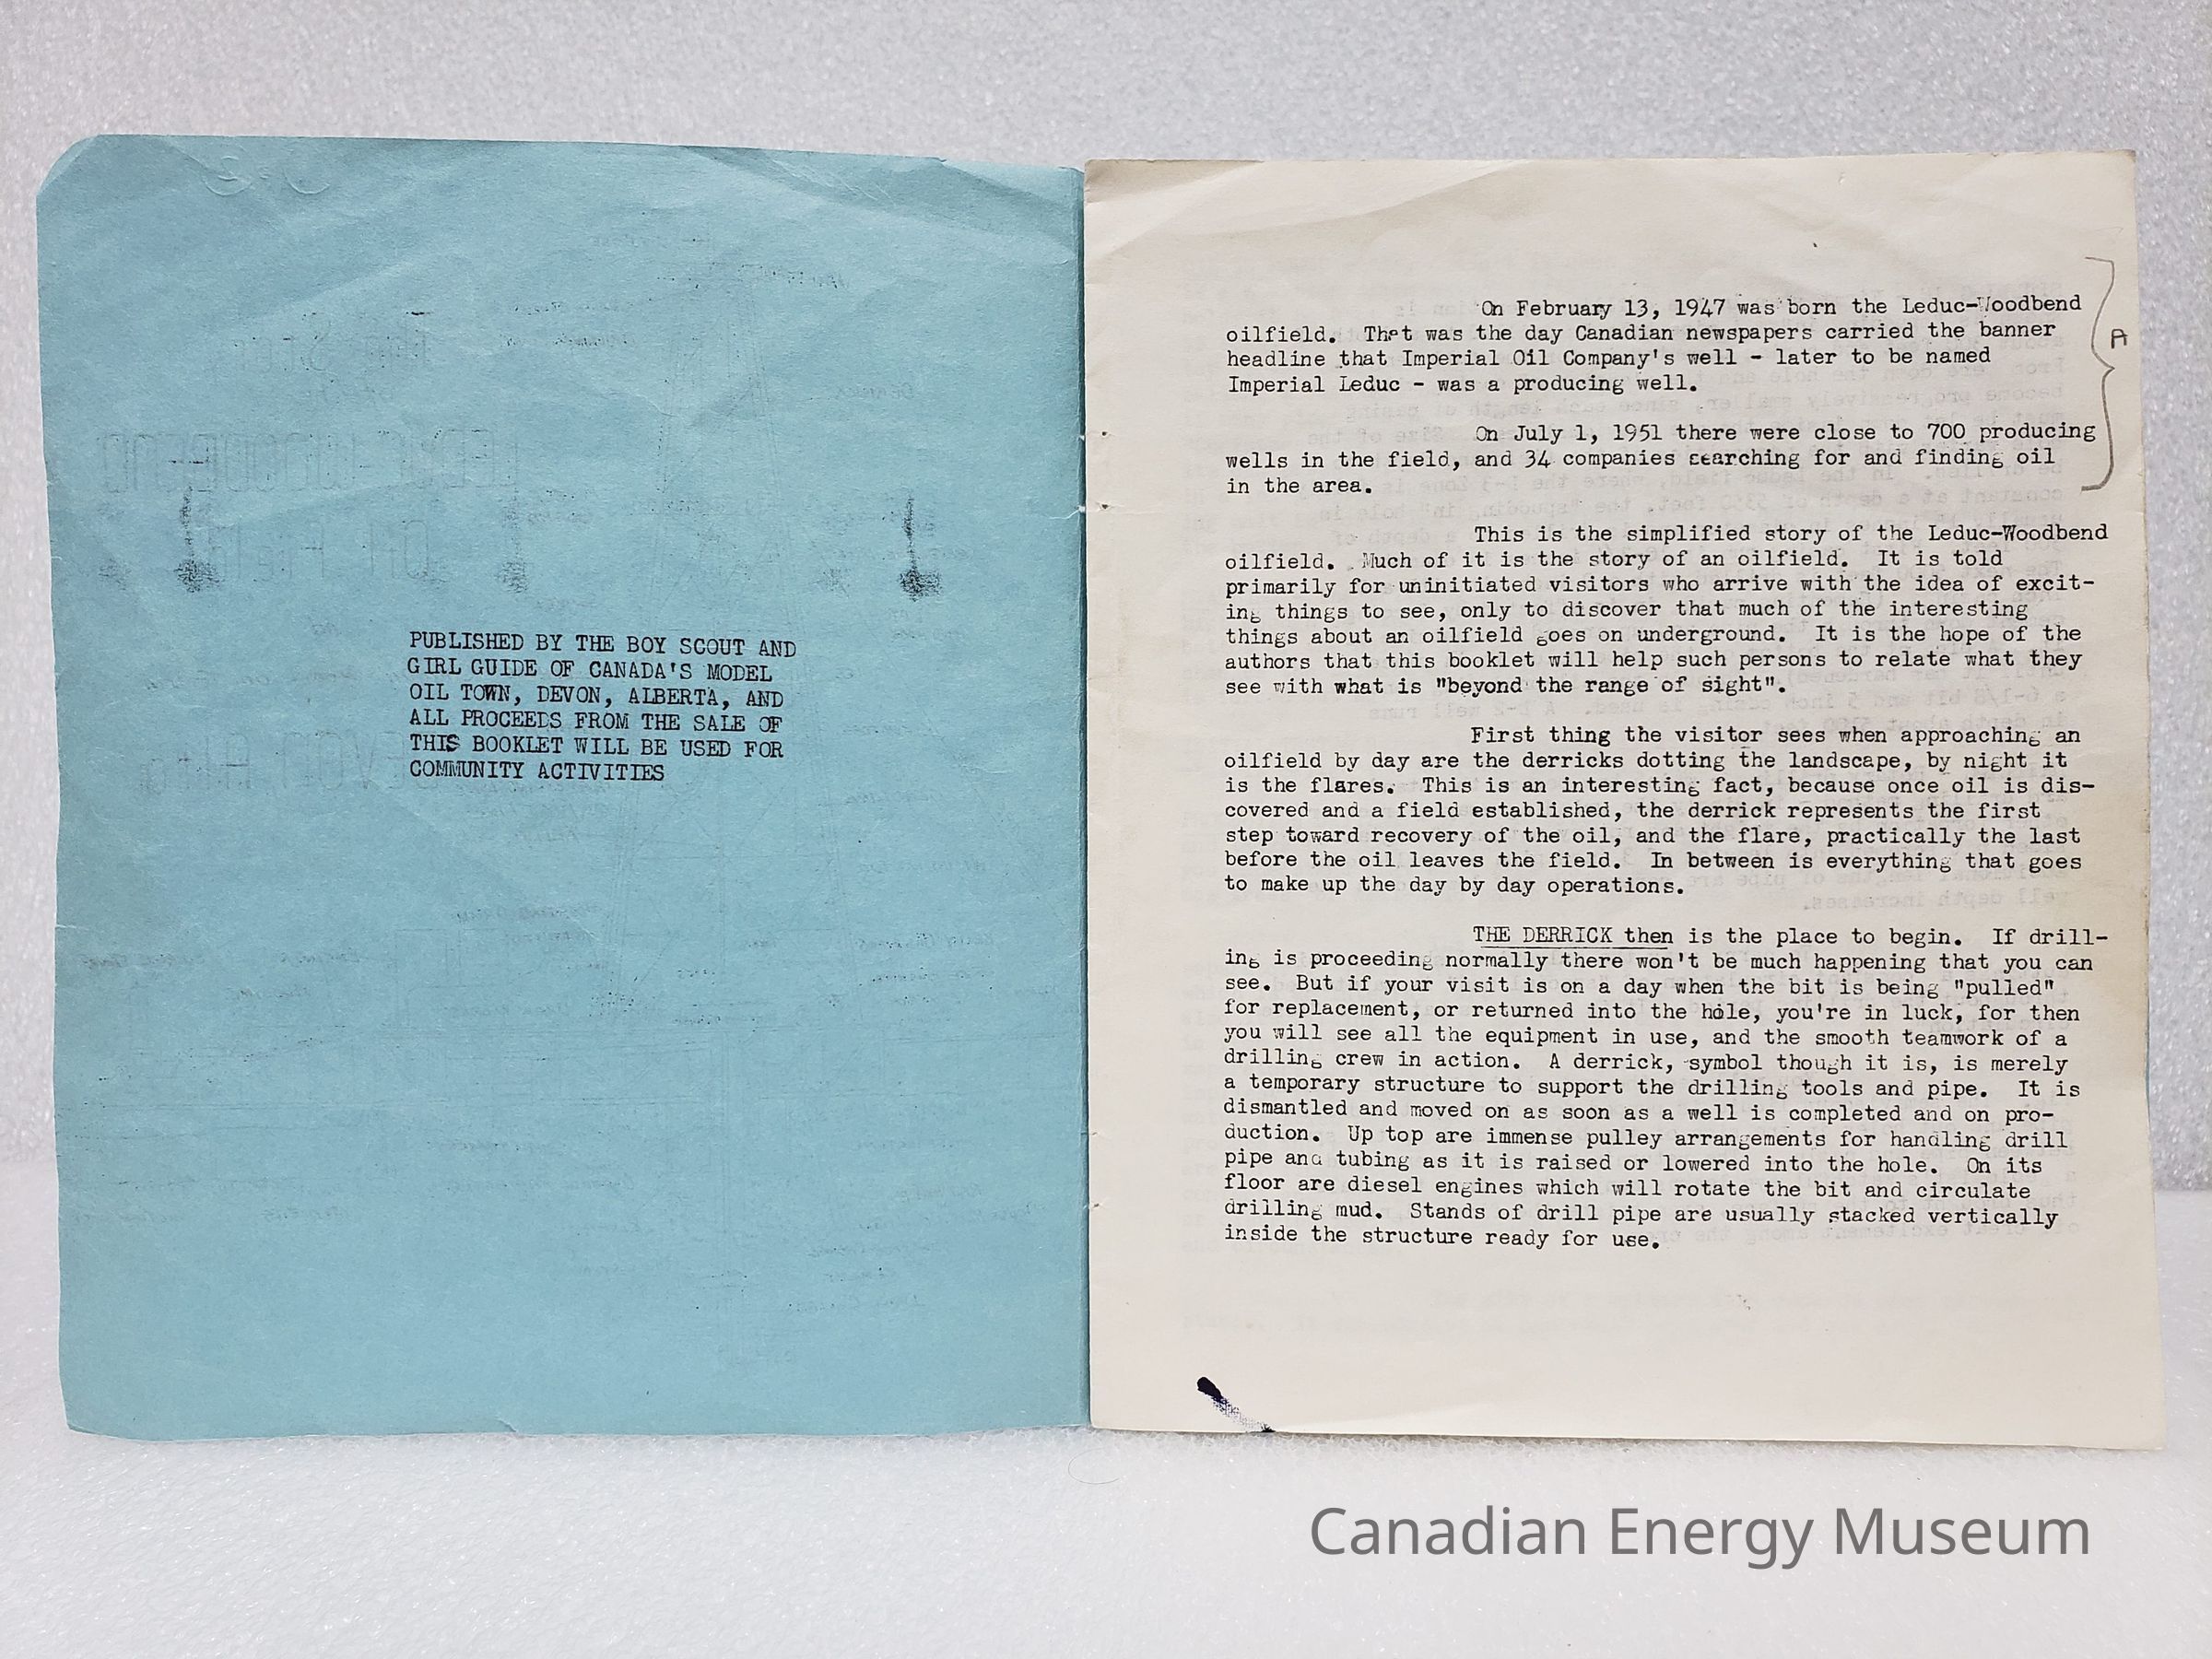 PUBLISHED BY THE BOY SCOUT AND
GIRL GUIDE OF CANADA'S MODEL
OIL TOWN, DEVON, ALBERTA, AND
ALL PROCEEDS FROM THE SALE OF
THIS BOOKLET WILL BE USED FOR
COMMUNITY ACTIVITIES
On February 13, 1947 was born the Leduc-Woodbend
oilfield. That was the day Canadian newspapers carried the banner
headline that Imperial Oil Company's well - later to be named
Imperial Leduc - was a producing well.
A
On July 1, 1951 there were close to 700 producing
wells in the field, and 34 companies searching for and finding oil
in the area.
This is the simplified story of the Leduc-Woodbend
oilfield. Much of it is the story of an oilfield. It is told
primarily for uninitiated visitors who arrive with the idea of excit-
ing things to see, only to discover that much of the interesting
things about an oilfield goes on underground. It is the hope of the
authors that this booklet will help such persons to relate what they
see with what is "beyond the range of sight".
First thing the visitor sees when approaching an
oilfield by day are the derricks dotting the landscape, by night it
is the flares. This is an interesting fact, because once oil is dis-
covered and a field established, the derrick represents the first
step toward recovery of the oil, and the flare, practically the last
before the oil leaves the field. In between is everything that goes
to make up the day by day operations.
THE DERRICK then is the place to begin. If drill-
ing is proceeding normally there won't be much happening that you can
see. But if your visit is on a day when the bit is being "pulled"
for replacement, or returned into the hole, you're in luck, for then
you will see all the equipment in use, and the smooth teamwork of a
drilling crew in action. A derrick, symbol though it is, is merely
a temporary structure to support the drilling tools and pipe. It is
dismantled and moved on as soon as a well is completed and on pro-
duction. Up top are immense pulley arrangements for handling drill
pipe and tubing as it is raised or lowered into the hole. On its
floor are diesel engines which will rotate the bit and circulate
drilling mud. Stands of drill pipe are usually stacked vertically
inside the structure ready for use.
Canadian Energy Museum